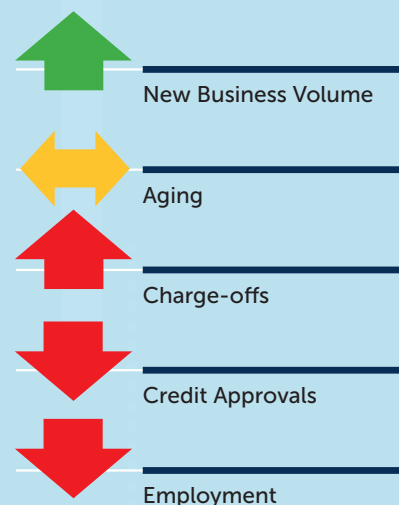 New Business Volume
Aging
Charge-offs
Credit Approvals
Employment